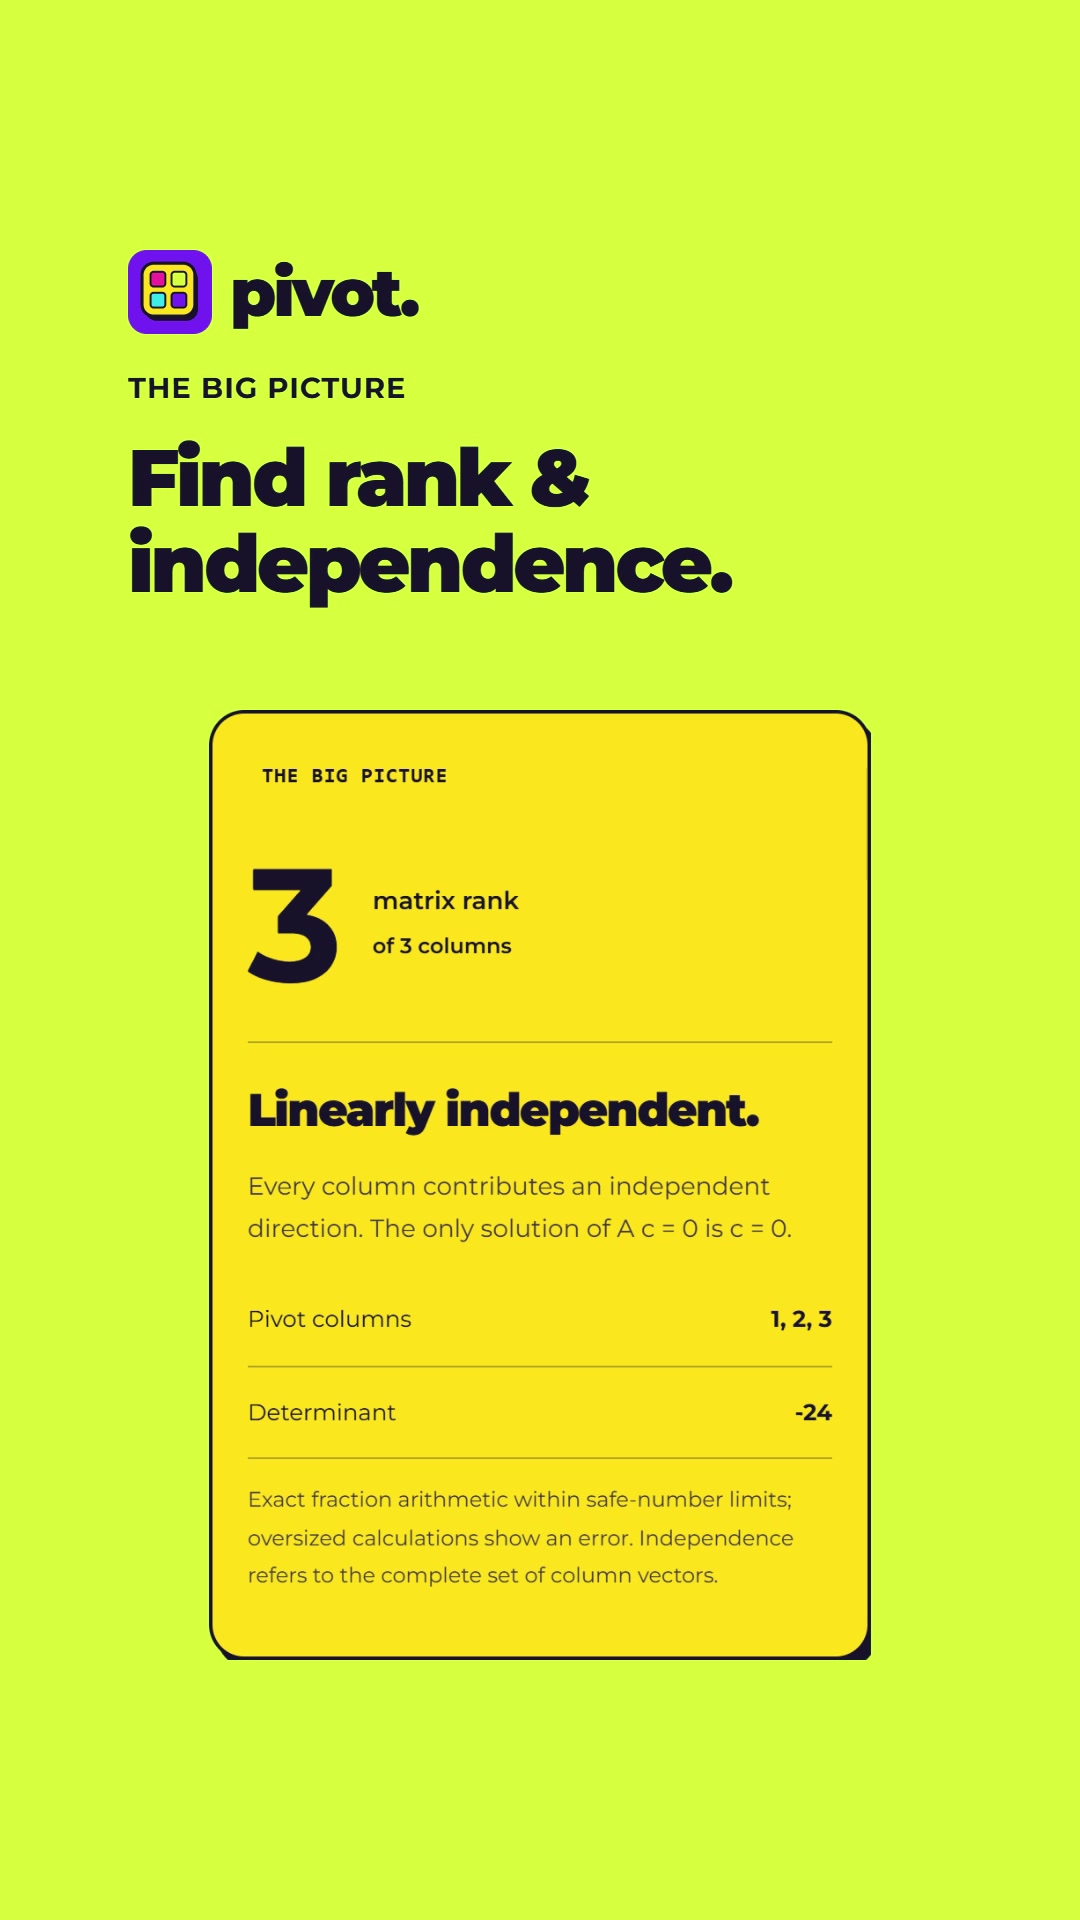 pivot.
THE BIG PICTURE
Find rank &
independence.
THE BIG PICTURE
3
matrix rank
of 3 columns
Linearly independent.
Every column contributes an independent
direction. The only solution of A c = 0 is c = 0.
Pivot columns 1, 2, 3
Determinant -24
Exact fraction arithmetic within safe-number limits;
oversized calculations show an error. Independence
refers to the complete set of column vectors.